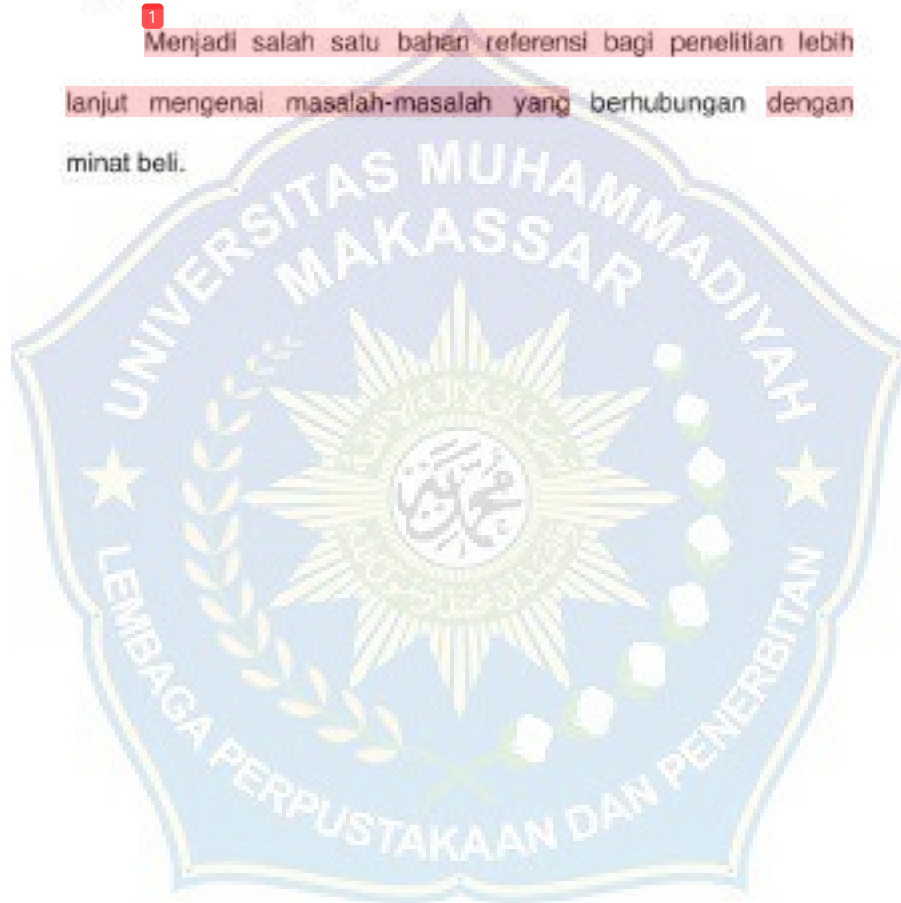 1
Menjadi salah satu bahan referensi bagi penelitian lebih
lanjut mengenai masalah-masalah yang berhubungan dengan
minat beli.
UNIVERSITAS MUHAMMADIYAH
MAKASSAR
LEMBAGA PERPUSTAKAAN DAN PENERBITAN